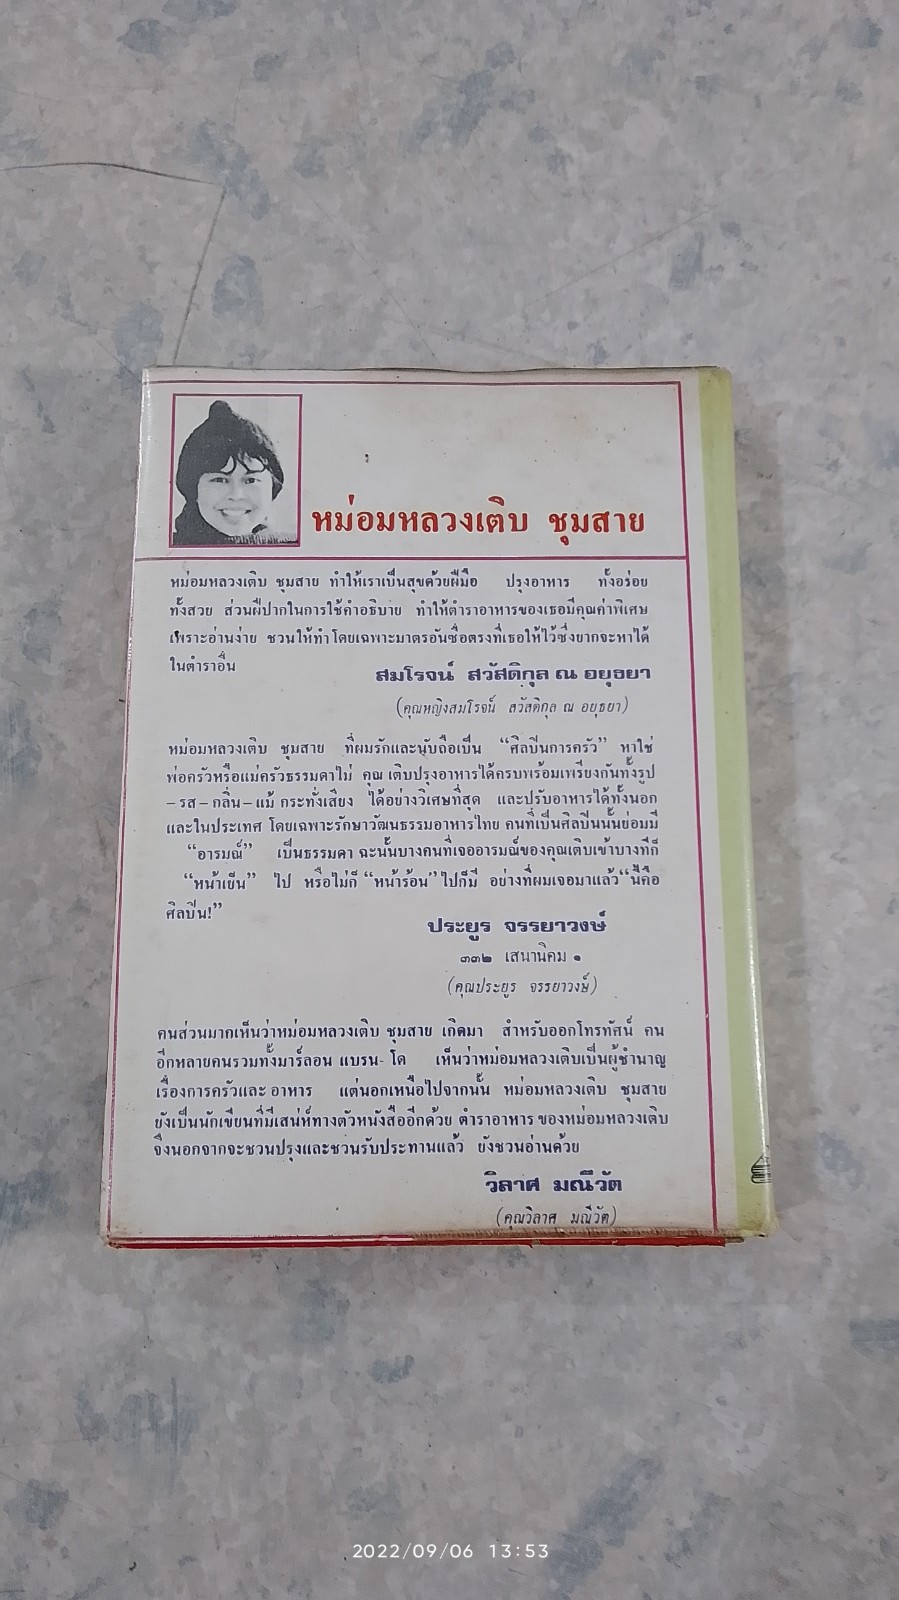 หม่อมหลวงเติบ ชุมสาย
หม่อมหลวงเติบ ชุมสาย ทำให้เราเป็นสุขด้วยฝีมือ ปรุงอาหาร ทั้งอร่อย
ทั้งสวย ส่วนฝีปากในการใช้คำอธิบาย ทำให้ตำราอาหารของเธอมีคุณค่าพิเศษ
เพราะอ่านง่าย ชวนให้ทำโดยเฉพาะมาตรอันซื่อตรงที่เธอให้ไว้ซึ่งยากจะหาได้
ในตำราอื่น
สมโรจน์ สวัสดิกุล ณ อยุธยา
(คุณหญิงสมโรจน์ สวัสดิกุล ณ อยุธยา)
หม่อมหลวงเติบ ชุมสาย ที่ผมรักและนับถือเป็น “ศิลปินการครัว” หาใช่
พ่อครัวหรือแม่ครัวธรรมดาไม่ คุณ เติบปรุงอาหารได้ครบพร้อมเพรียงกันทั้งรูป
– รส – กลิ่น – แม้ กระทั่งเสียง ได้อย่างวิเศษที่สุด และปรับอาหารได้ทั้งนอก
และในประเทศ โดยเฉพาะรักษาวัฒนธรรมอาหารไทย คนที่เป็นศิลปินนั้นย่อมมี
“อารมณ์” เป็นธรรมดา ฉะนั้นบางคนที่เจออารมณ์ของคุณเติบเข้าบางทีก็
“หน้าเย็น” ไป หรือไม่ก็ “หน้าร้อน” ไปก็มี อย่างที่ผมเจอมาแล้ว “นี่คือ
ศิลปิน!”
ประยูร จรรยาวงษ์
๓๓๒ เสนานิคม ๑
(คุณประยูร จรรยาวงษ์)
คนส่วนมากเห็นว่าหม่อมหลวงเติบ ชุมสาย เกิดมา สำหรับออกโทรทัศน์ คน
อีกหลายคนรวมทั้งมาร์ลอน แบรน- โด เห็นว่าหม่อมหลวงเติบเป็นผู้ชำนาญ
เรื่องการครัวและ อาหาร แต่นอกเหนือไปจากนั้น หม่อมหลวงเติบ ชุมสาย
ยังเป็นนักเขียนที่มีเสน่ห์ทางตัวหนังสืออีกด้วย ตำราอาหาร ของหม่อมหลวงเติบ
จึงนอกจากจะชวนปรุงและชวนรับประทานแล้ว ยังชวนอ่านด้วย
วิลาศ มณีวัต
(คุณวิลาศ มณีวัต)
2022/09/06 13:53